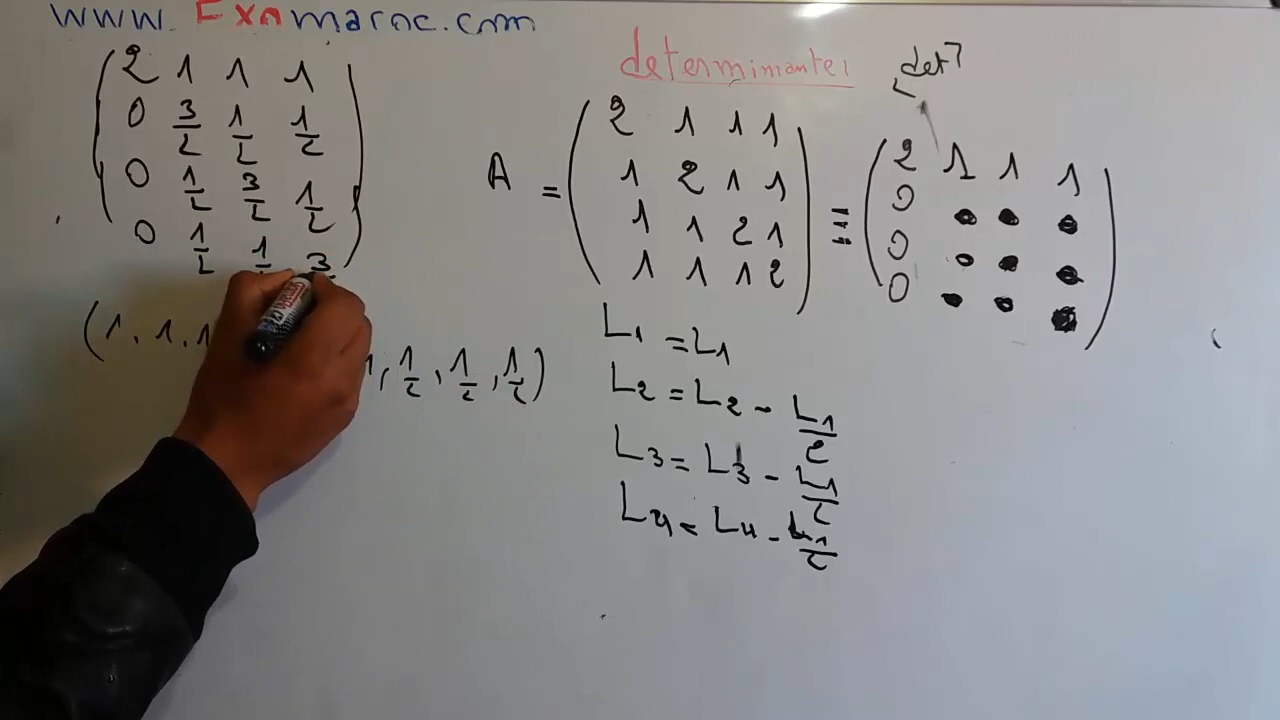 www.Exomaroc.com
determinante1
det?
2 1 1 1
0 3/2 1/2 1/2
0 1/2 3/2 1/2
0 1/2 1/2 3
A = 2 1 1 1
1 2 1 1
1 1 2 1
1 1 1 2
≡ 2 1 1 1
0
0
0
(1, 1, 1
1, 1/2, 1/2, 1/2)
L1 = L1
L2 = L2 - L1/2
L3 = L3 - L1/2
L4 = L4 - L1/2